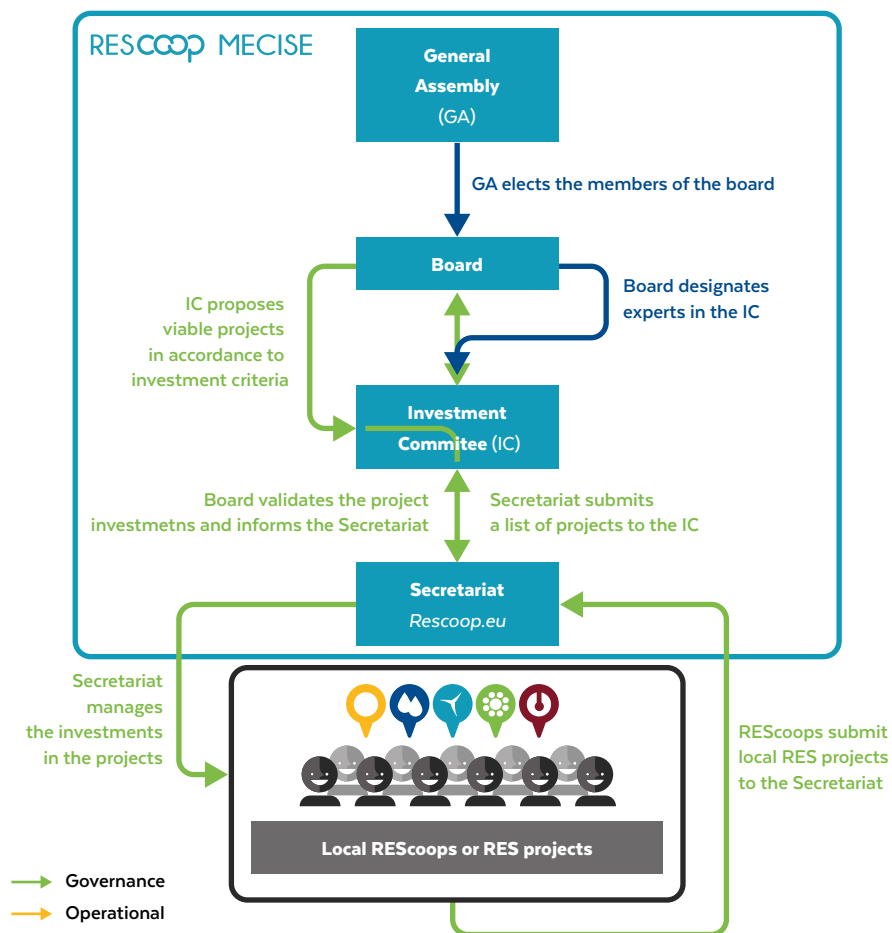 REScoop MECISE
General
Assembly
(GA)
GA elects the members of the board
Board
Board designates
experts in the IC
IC proposes
viable projects
in accordance to
investment criteria
Investment
Commitee (IC)
Board validates the project
investmetns and informs the Secretariat
Secretariat submits
a list of projects to the IC
Secretariat
Rescoop.eu
Secretariat
manages
the investments
in the projects
REScoops submit
local RES projects
to the Secretariat
Local REScoops or RES projects
Governance
Operational